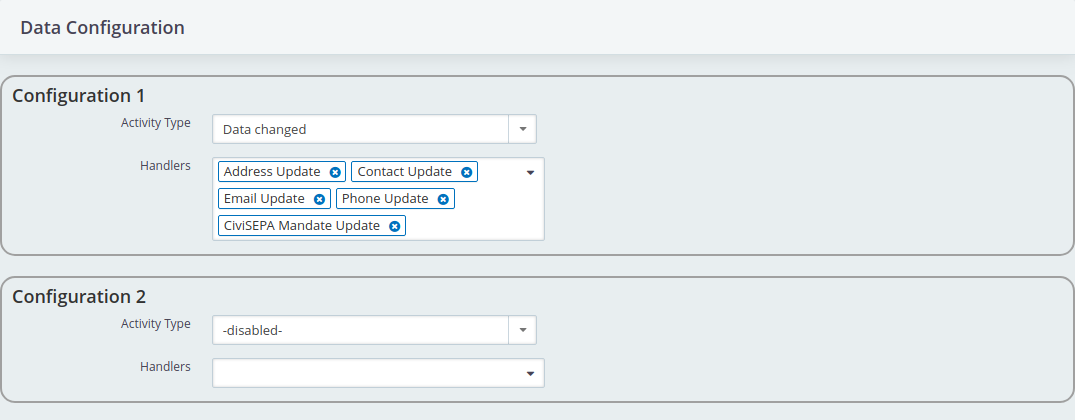 Data Configuration
Configuration 1
Activity Type
Data changed
Handlers
Address Update Contact Update
Email Update Phone Update
CiviSEPA Mandate Update
Configuration 2
Activity Type
-disabled-
Handlers